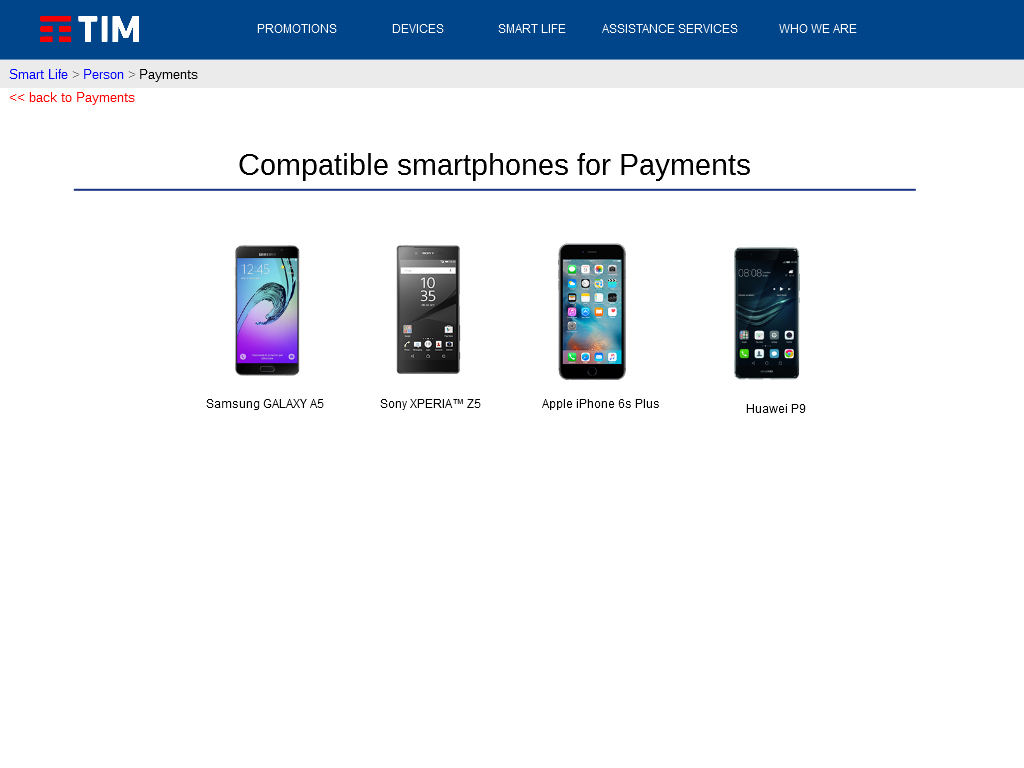 TIM PROMOTIONS DEVICES SMART LIFE ASSISTANCE SERVICES WHO WE ARE
Smart Life > Person > Payments
<< back to Payments
Compatible smartphones for Payments
SAMSUNG
SONY
12:45
08:08
10
35
Samsung GALAXY A5 Sony XPERIA™ Z5 Apple iPhone 6s Plus Huawei P9